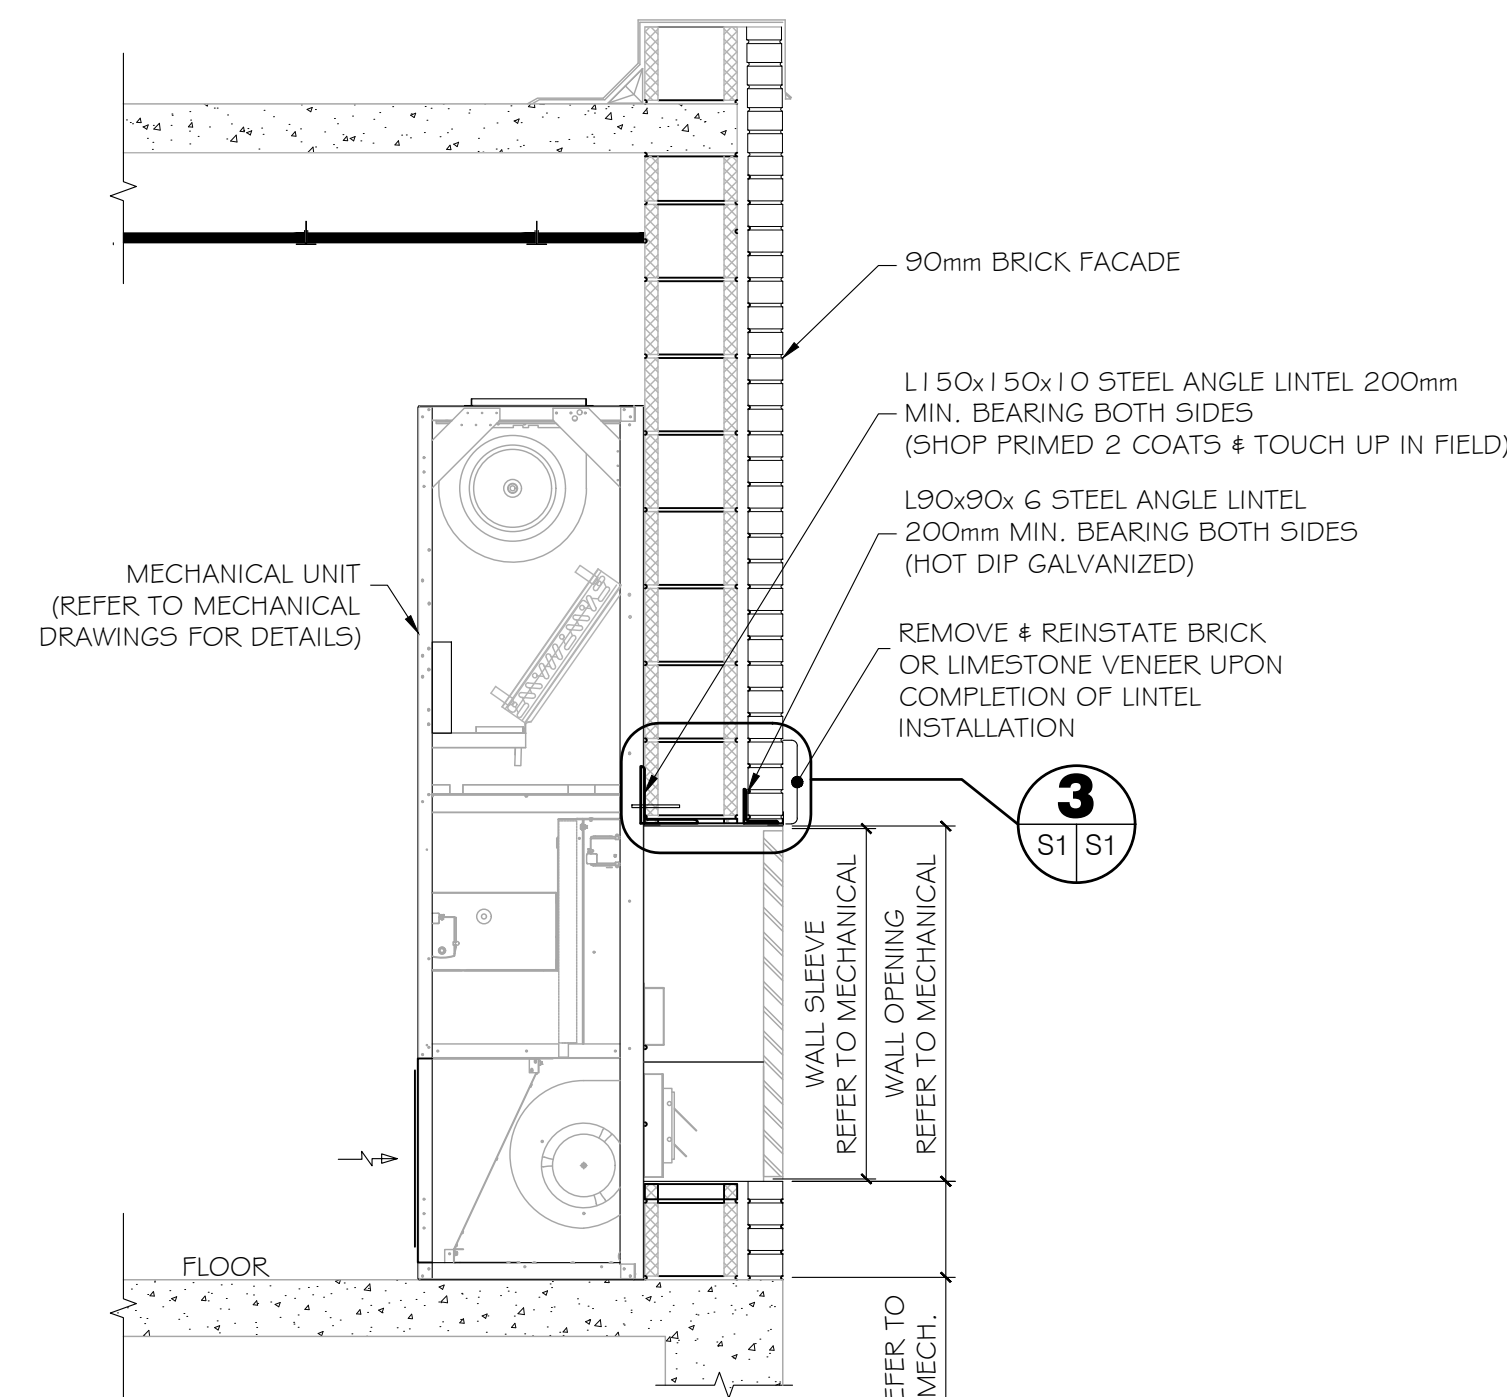 90mm BRICK FACADE
L150x150x10 STEEL ANGLE LINTEL 200mm
MIN. BEARING BOTH SIDES
(SHOP PRIMED 2 COATS & TOUCH UP IN FIELD)
L90x90x 6 STEEL ANGLE LINTEL
200mm MIN. BEARING BOTH SIDES
(HOT DIP GALVANIZED)
MECHANICAL UNIT
(REFER TO MECHANICAL
DRAWINGS FOR DETAILS)
REMOVE & REINSTATE BRICK
OR LIMESTONE VENEER UPON
COMPLETION OF LINTEL
INSTALLATION
3
S1 S1
WALL SLEEVE
REFER TO MECHANICAL
WALL OPENING
REFER TO MECHANICAL
FLOOR
EFER TO
MECH.